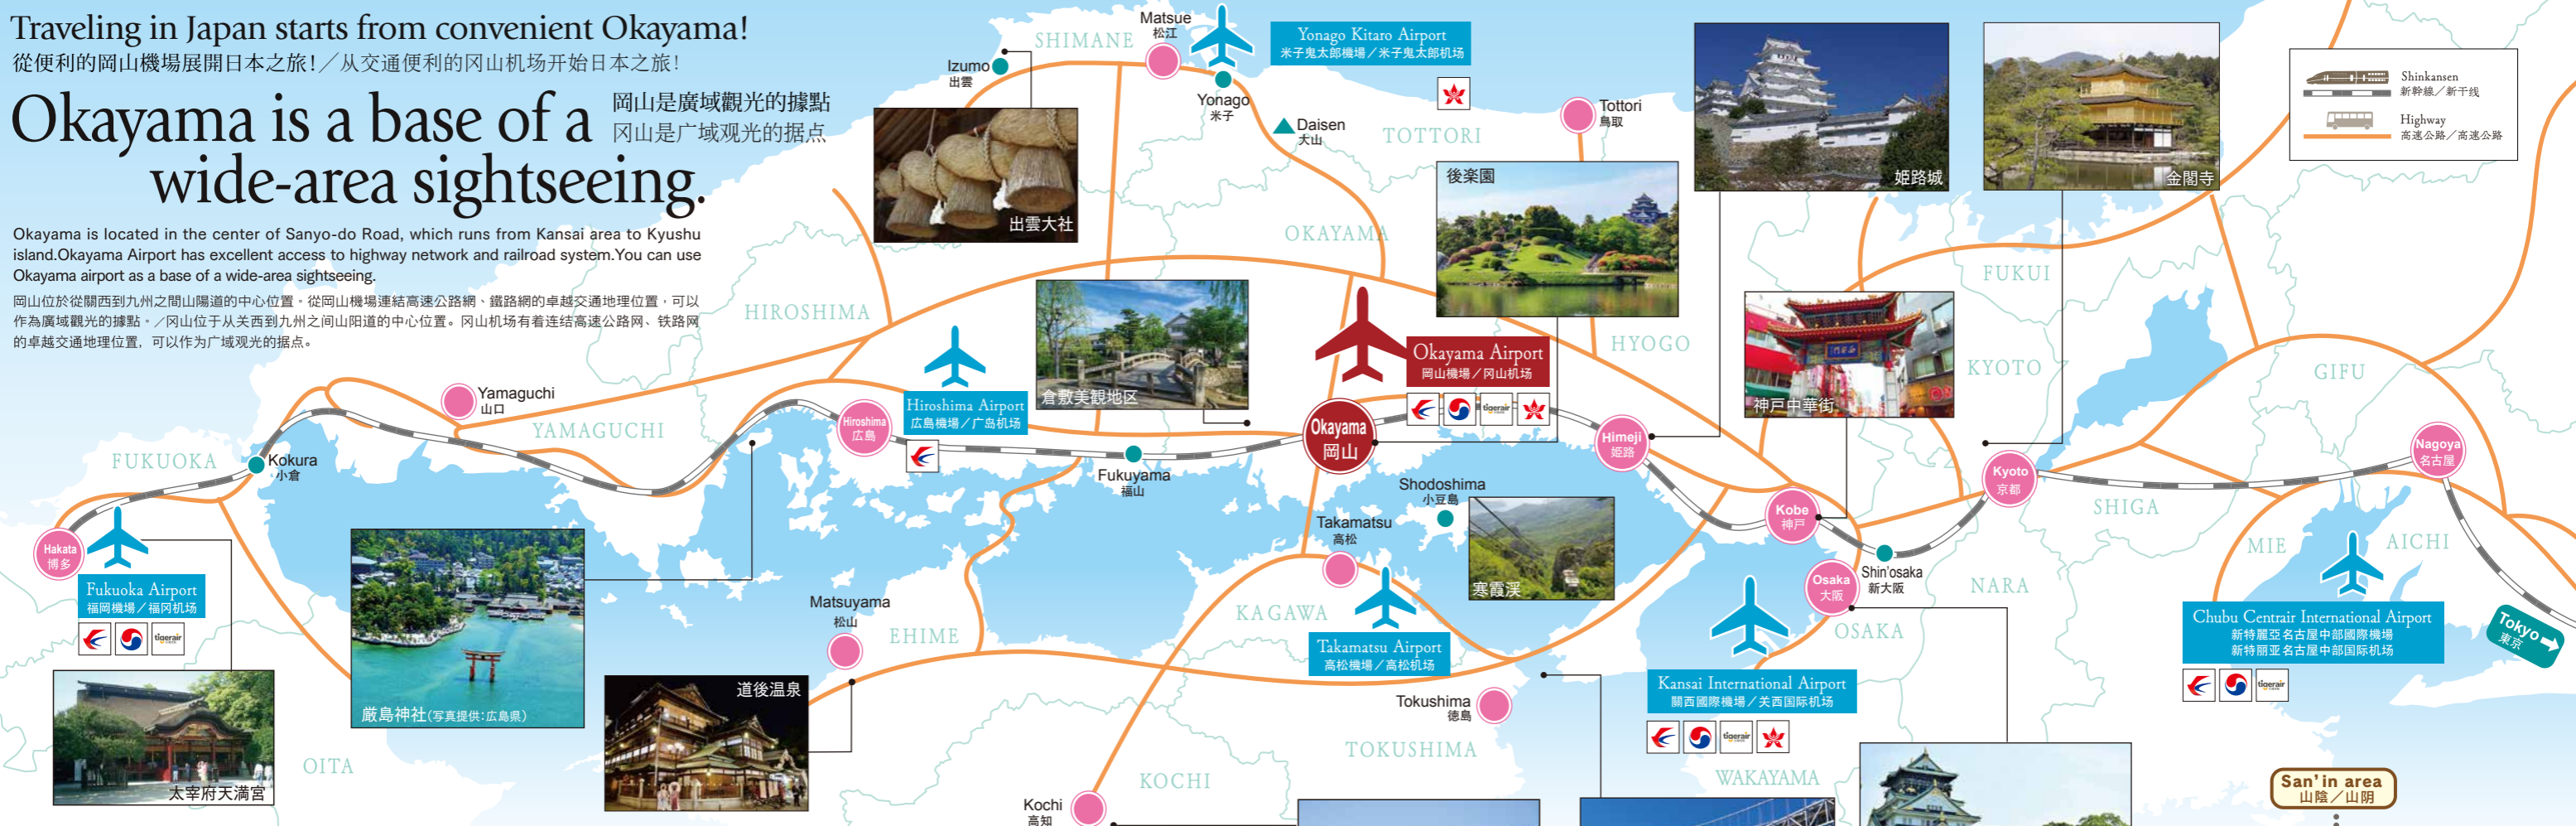 Traveling in Japan starts from convenient Okayama!
從便利的岡山機場展開日本之旅!／从交通便利的冈山机场开始日本之旅!
Okayama is a base of a
wide-area sightseeing.
岡山是廣域觀光的據點
冈山是广域观光的据点
Okayama is located in the center of Sanyo-do Road, which runs from Kansai area to Kyushu
island.Okayama Airport has excellent access to highway network and railroad system.You can use
Okayama airport as a base of a wide-area sightseeing.
岡山位於從關西到九州之間山陽道的中心位置。從岡山機場連結高速公路網、鐵路網的卓越交通地理位置，可以
作為廣域觀光的據點。／冈山位于从关西到九州之间山阳道的中心位置。冈山机场有着连结高速公路网、铁路网
的卓越交通地理位置，可以作为广域观光的据点。
SHIMANE
Matsue
松江
Izumo
出雲
Yonago Kitaro Airport
米子鬼太郎機場／米子鬼太郎机场
Yonago
米子
Daisen
大山
TOTTORI
Tottori
鳥取
出雲大社
後楽園
姫路城
金閣寺
Shinkansen
新幹線／新干线
Highway
高速公路／高速公路
OKAYAMA
HIROSHIMA
HYOGO
FUKUI
KYOTO
GIFU
倉敷美観地区
Okayama Airport
岡山機場／冈山机场
tigerair
神戸中華街
Hiroshima Airport
広島機場／广岛机场
Yamaguchi
山口
YAMAGUCHI
FUKUOKA
Kokura
小倉
Hiroshima
広島
Fukuyama
福山
Okayama
岡山
Himeji
姫路
Kobe
神戸
Kyoto
京都
Nagoya
名古屋
SHIGA
Shodoshima
小豆島
Takamatsu
高松
寒霞渓
Hakata
博多
Fukuoka Airport
福岡機場／福冈机场
tigerair
太宰府天満宮
OITA
厳島神社(写真提供:広島県)
Matsuyama
松山
EHIME
道後温泉
KAGAWA
Takamatsu Airport
高松機場／高松机场
Osaka
大阪
Shin'osaka
新大阪
NARA
OSAKA
MIE
AICHI
Kansai International Airport
關西國際機場／关西国际机场
tigerair
Chubu Centrair International Airport
新特麗亞名古屋中部國際機場
新特丽亚名古屋中部国际机场
tigerair
Tokyo
東京
Tokushima
徳島
TOKUSHIMA
KOCHI
Kochi
高知
WAKAYAMA
San'in area
山陰／山阴